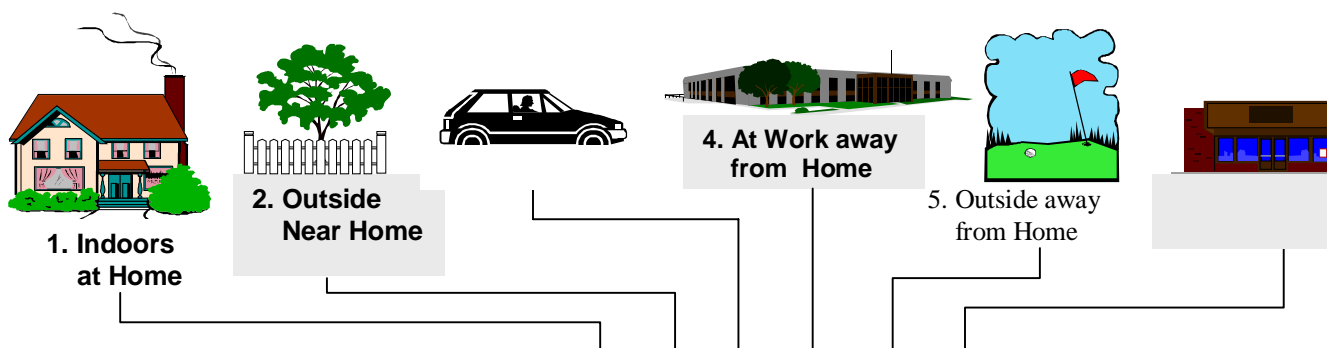 1. Indoors
at Home
2. Outside
Near Home
4. At Work away
from Home
5. Outside away
from Home